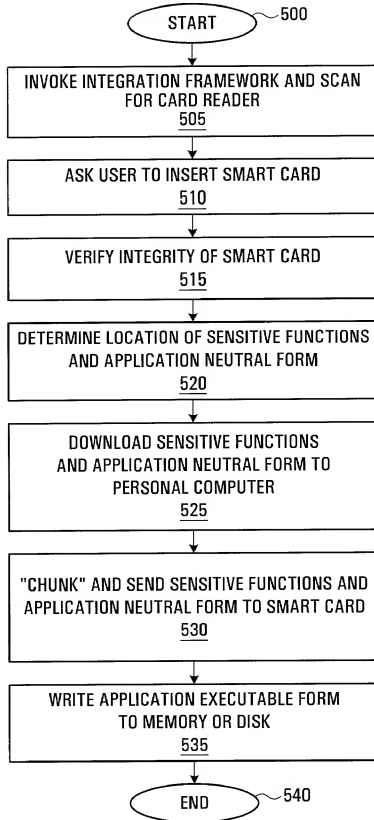 START
500
INVOKE INTEGRATION FRAMEWORK AND SCAN
FOR CARD READER
505
ASK USER TO INSERT SMART CARD
510
VERIFY INTEGRITY OF SMART CARD
515
DETERMINE LOCATION OF SENSITIVE FUNCTIONS
AND APPLICATION NEUTRAL FORM
520
DOWNLOAD SENSITIVE FUNCTIONS
AND APPLICATION NEUTRAL FORM TO
PERSONAL COMPUTER
525
"CHUNK" AND SEND SENSITIVE FUNCTIONS AND
APPLICATION NEUTRAL FORM TO SMART CARD
530
WRITE APPLICATION EXECUTABLE FORM
TO MEMORY OR DISK
535
END
540